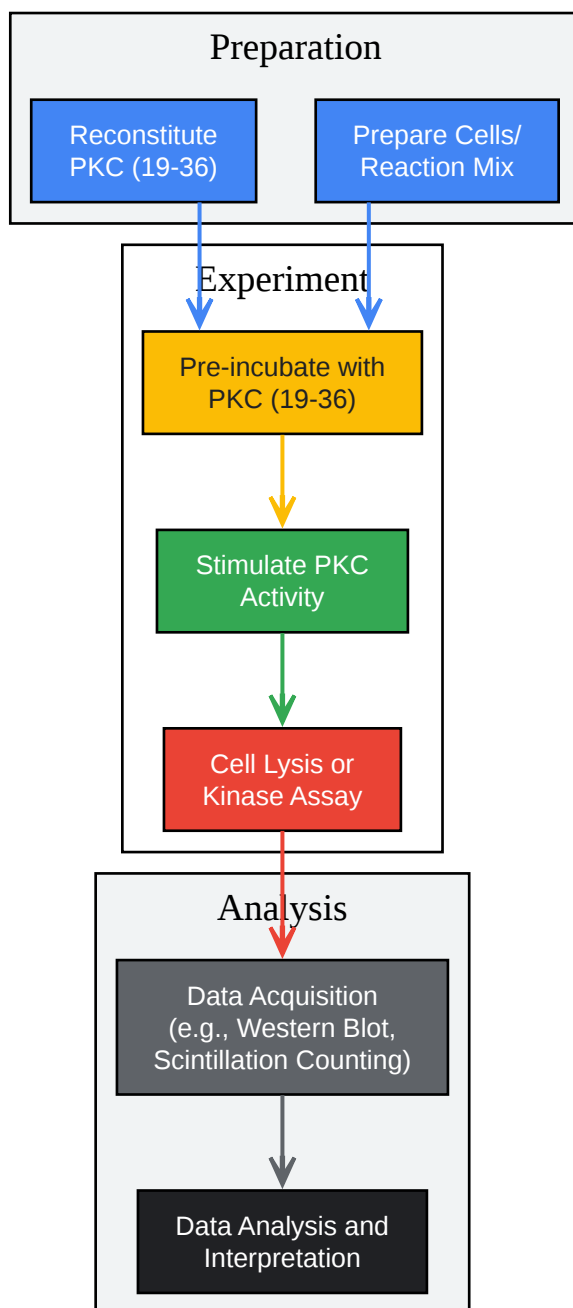 Preparation
Reconstitute
PKC (19-36)
Prepare Cells/
Reaction Mix
Experiment
Pre-incubate with
PKC (19-36)
Stimulate PKC
Activity
Cell Lysis or
Kinase Assay
Analysis
Data Acquisition
(e.g., Western Blot,
Scintillation Counting)
Data Analysis and
Interpretation